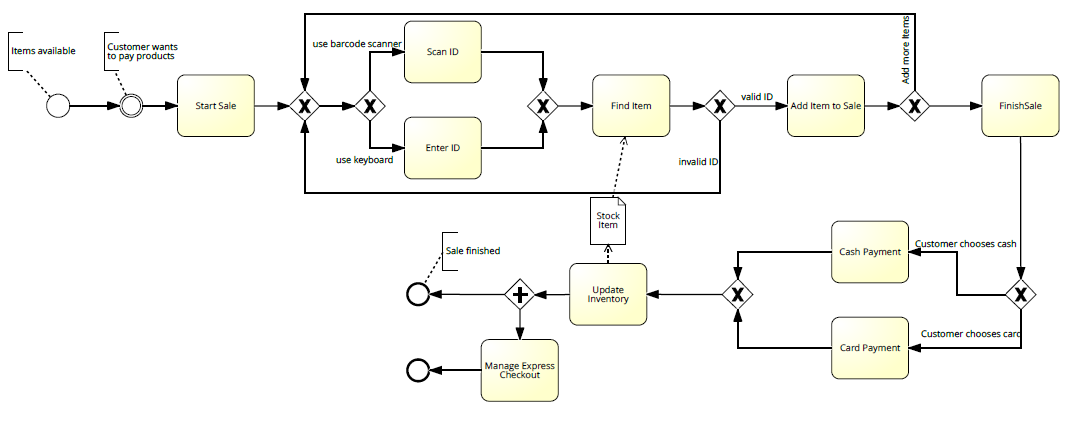 Items available
Customer wants
to pay products
Start Sale
use barcode scanner
Scan ID
use keyboard
Enter ID
Find Item
valid ID
invalid ID
Add Item to Sale
Add more Items
FinishSale
Stock
Item
Sale finished
Update
Inventory
Cash Payment
Customer chooses cash
Card Payment
Customer chooses card
Manage Express
Checkout